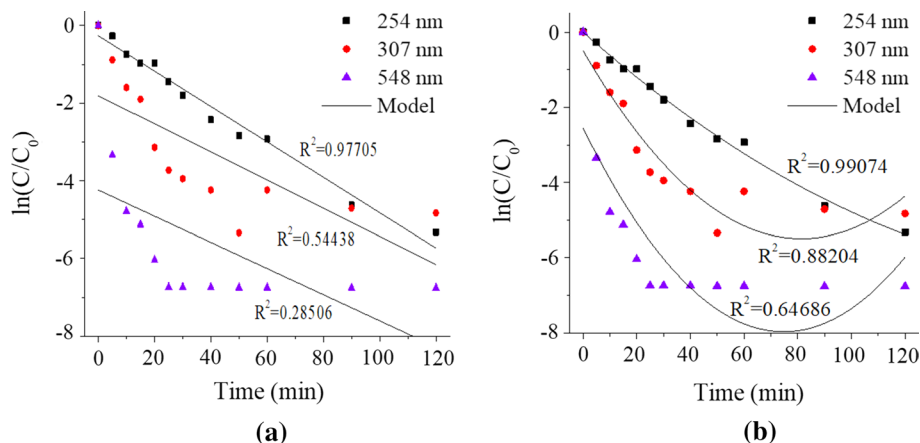 254 nm
307 nm
548 nm
Model
R²=0.97705
R²=0.54438
R²=0.28506
ln(C/C₀)
0
-2
-4
-6
-8
0 20 40 60 80 100 120
Time (min)
(a)
254 nm
307 nm
548 nm
Model
R²=0.99074
R²=0.88204
R²=0.64686
ln(C/C₀)
0
-2
-4
-6
-8
0 20 40 60 80 100 120
Time (min)
(b)